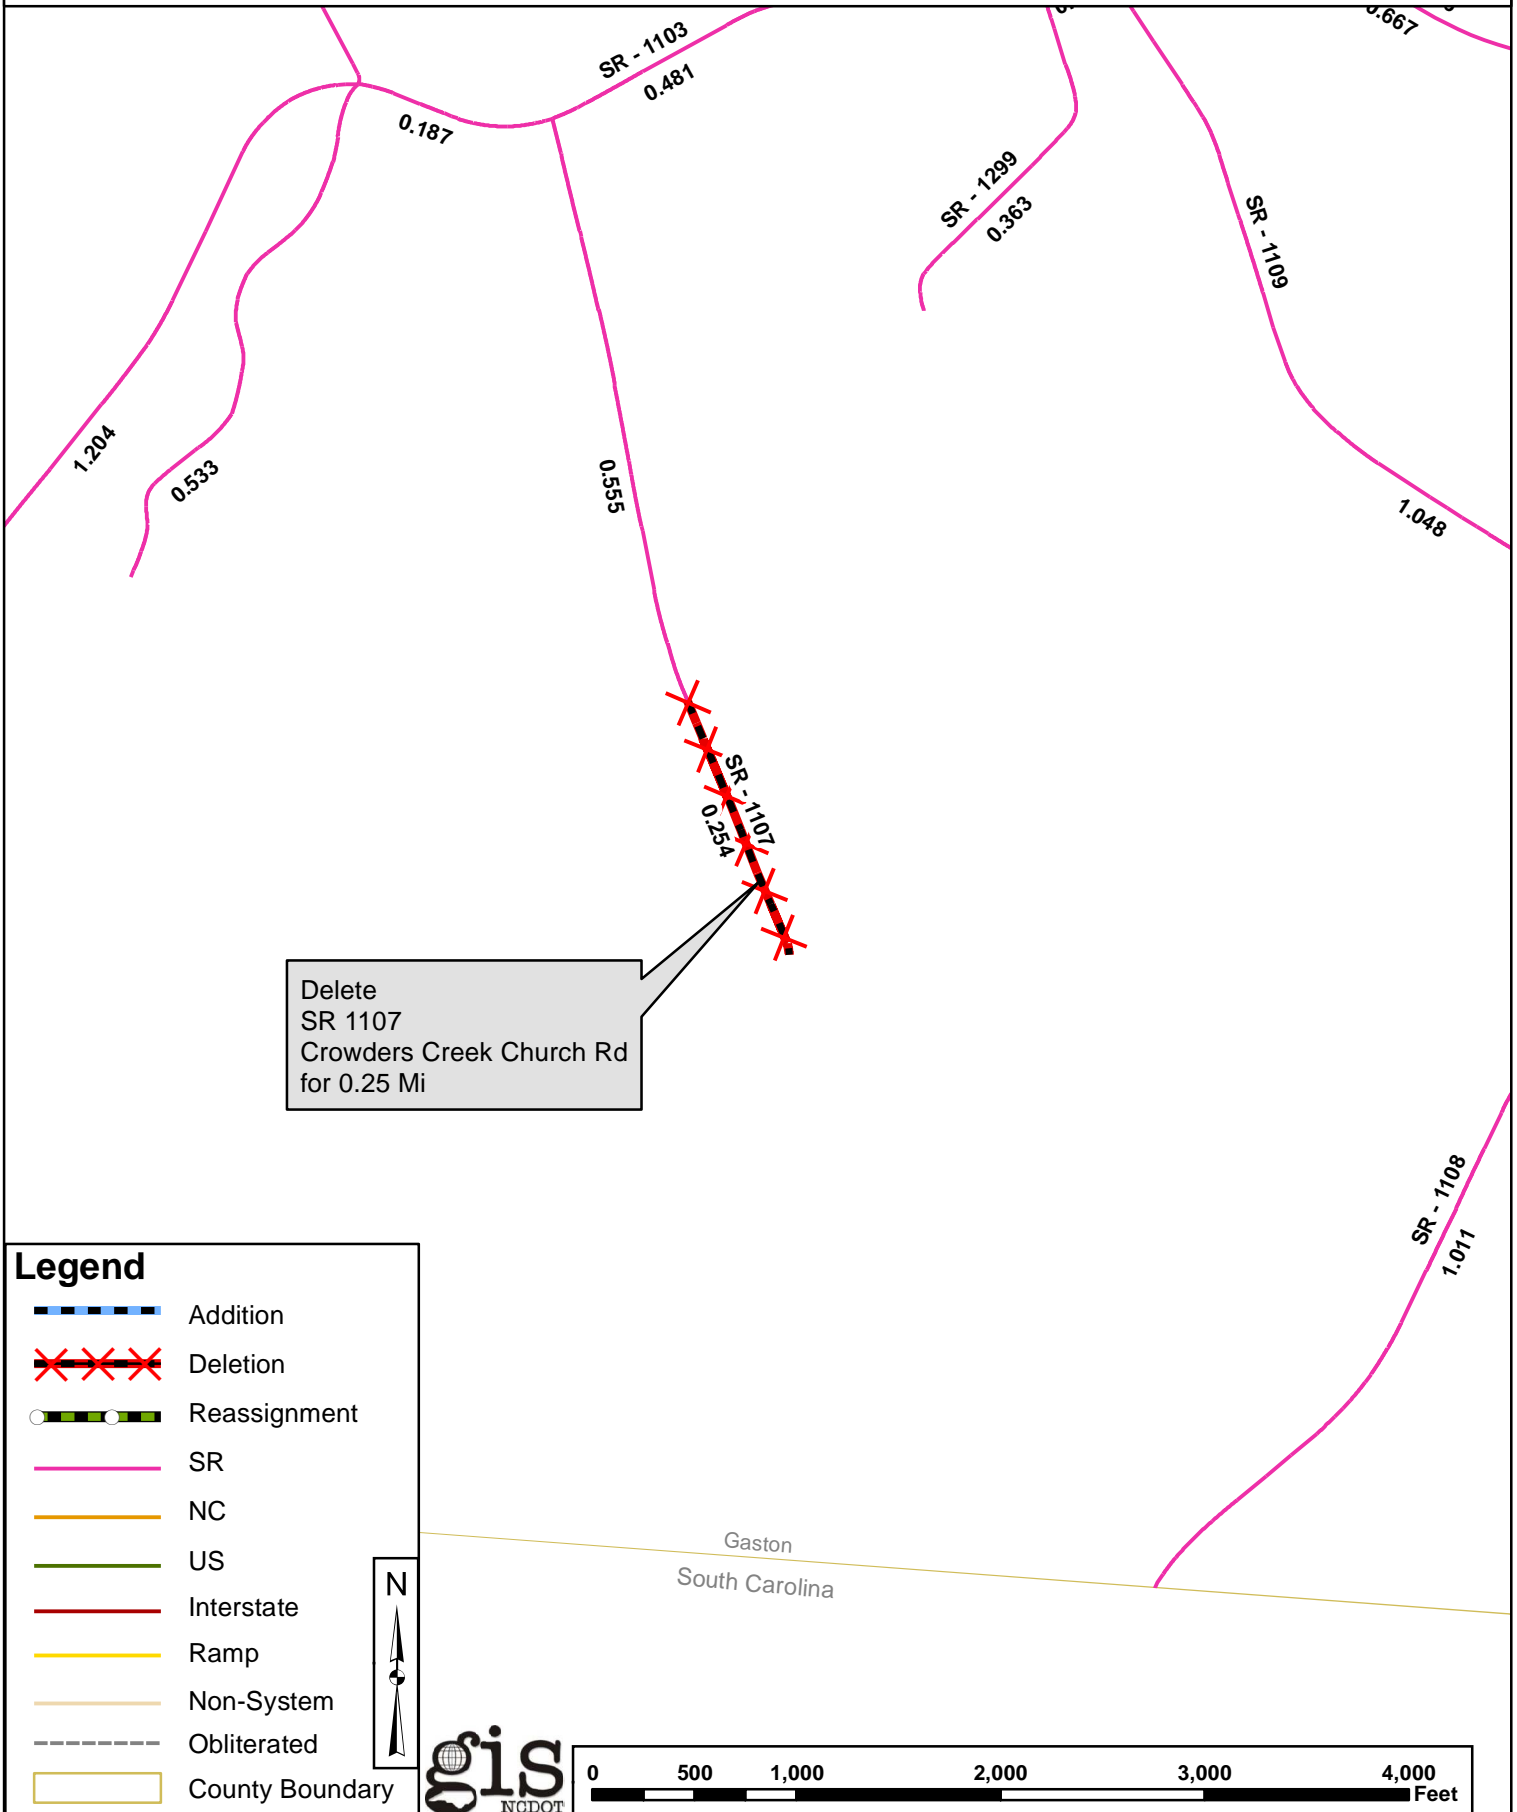 0.667
SR - 1103
0.481
0.187
SR - 1299
0.363
SR - 1109
1.204
0.533
0.555
1.048
SR - 1107
0.254
Delete
SR 1107
Crowders Creek Church Rd
for 0.25 Mi
SR - 1108
1.011
Legend
Addition
Deletion
Reassignment
SR
NC
US
Interstate
Ramp
Non-System
Obliterated
County Boundary
N
Gaston
South Carolina
gis
NCDOT
0 500 1,000 2,000 3,000 4,000
Feet